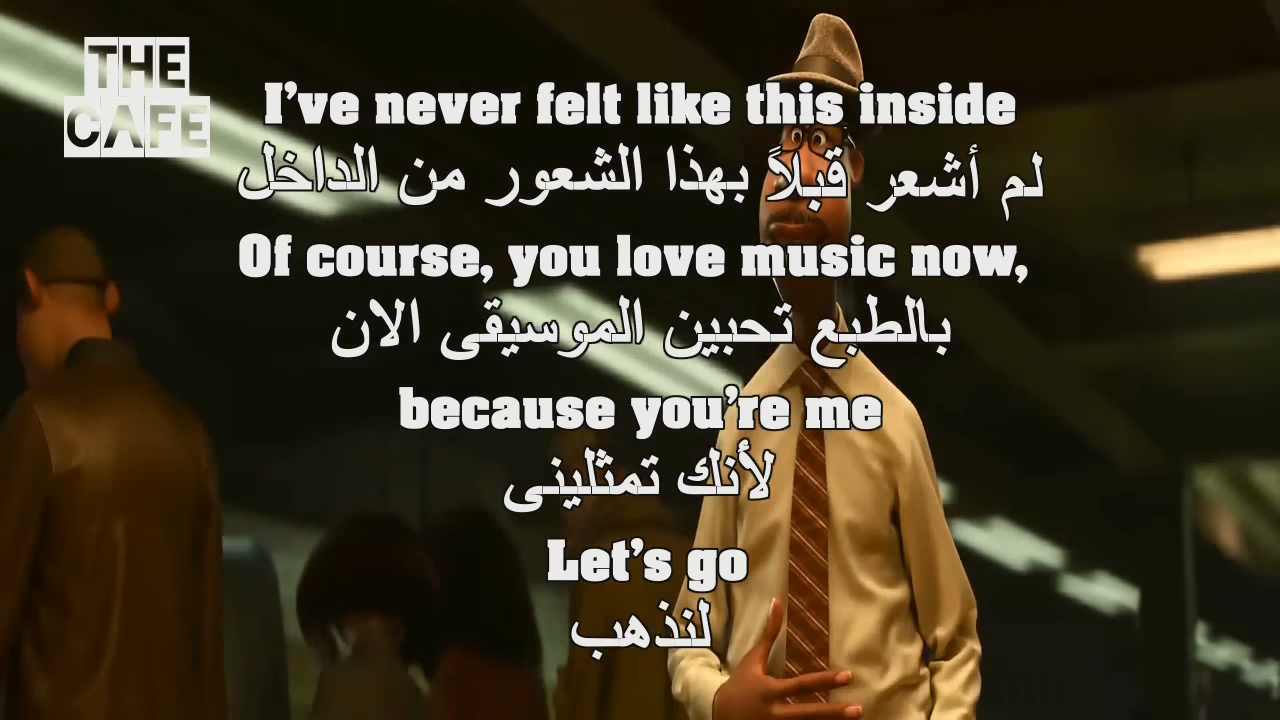 THE
CAFE
I've never felt like this inside
لم أشعر قبلاً بهذا الشعور من الداخل
Of course, you love music now,
بالطبع تحبين الموسيقى الان
because you're me
لأنك تمثلينى
Let's go
لنذهب